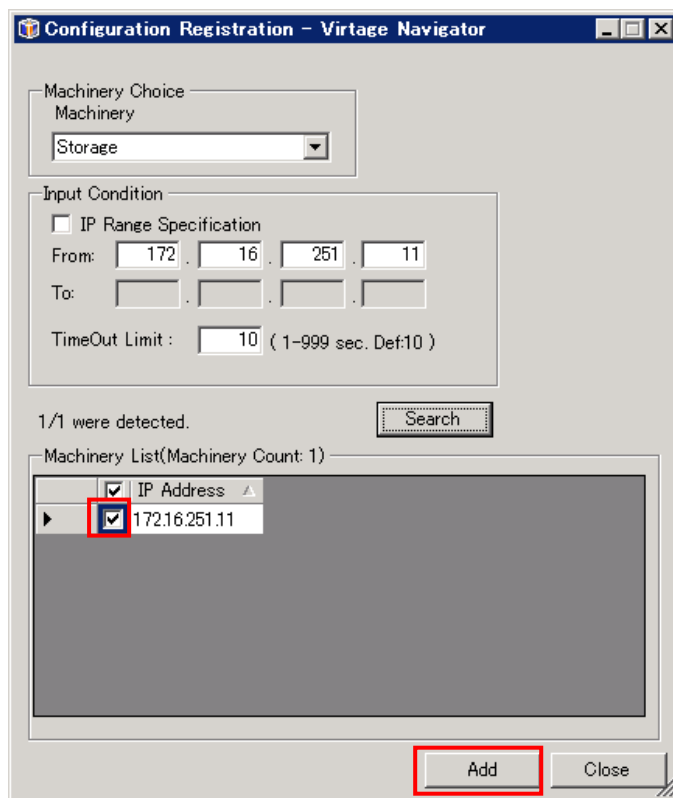 Configuration Registration - Virtage Navigator
Machinery Choice
Machinery
Storage
Input Condition
IP Range Specification
From: 172 . 16 . 251 . 11
To: . . .
TimeOut Limit : 10 ( 1-999 sec. Def:10 )
1/1 were detected. Search
Machinery List(Machinery Count: 1)
IP Address
172.16.251.11
Add Close